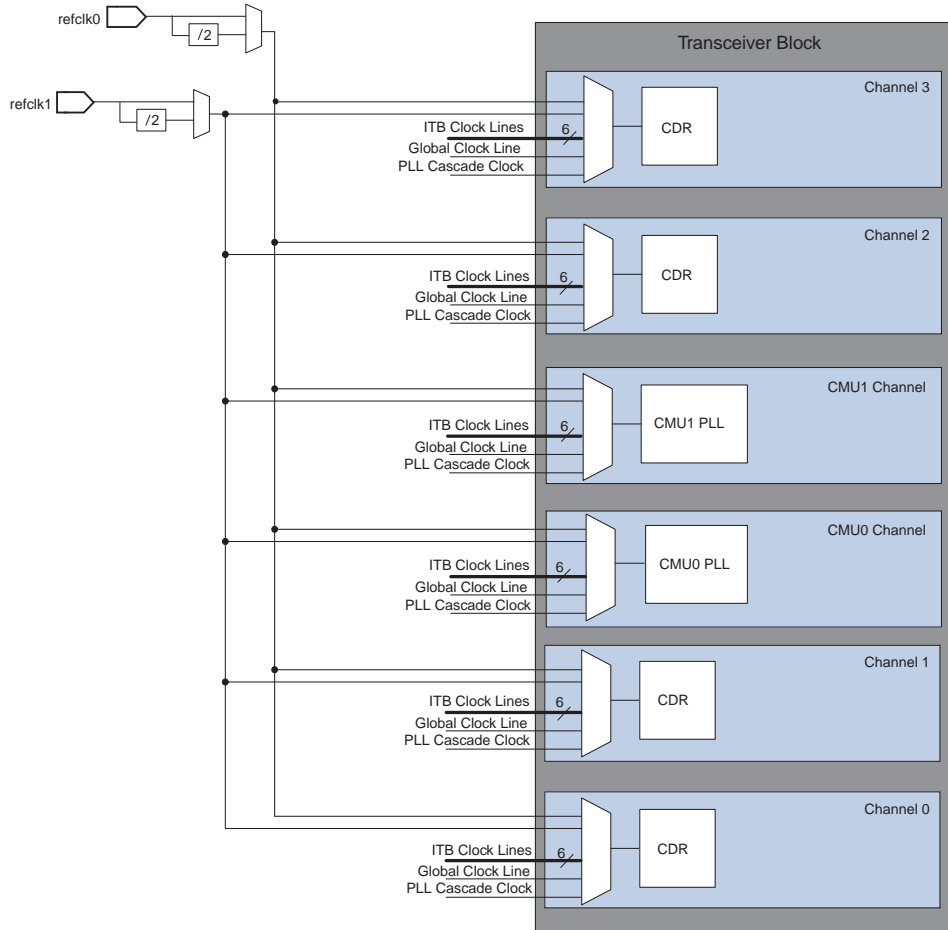 refclk0
/2
Transceiver Block
refclk1
/2
Channel 3
ITB Clock Lines
6
CDR
Global Clock Line
PLL Cascade Clock
Channel 2
ITB Clock Lines
6
CDR
Global Clock Line
PLL Cascade Clock
CMU1 Channel
ITB Clock Lines
6
CMU1 PLL
Global Clock Line
PLL Cascade Clock
CMU0 Channel
ITB Clock Lines
6
CMU0 PLL
Global Clock Line
PLL Cascade Clock
Channel 1
ITB Clock Lines
6
CDR
Global Clock Line
PLL Cascade Clock
Channel 0
ITB Clock Lines
6
CDR
Global Clock Line
PLL Cascade Clock